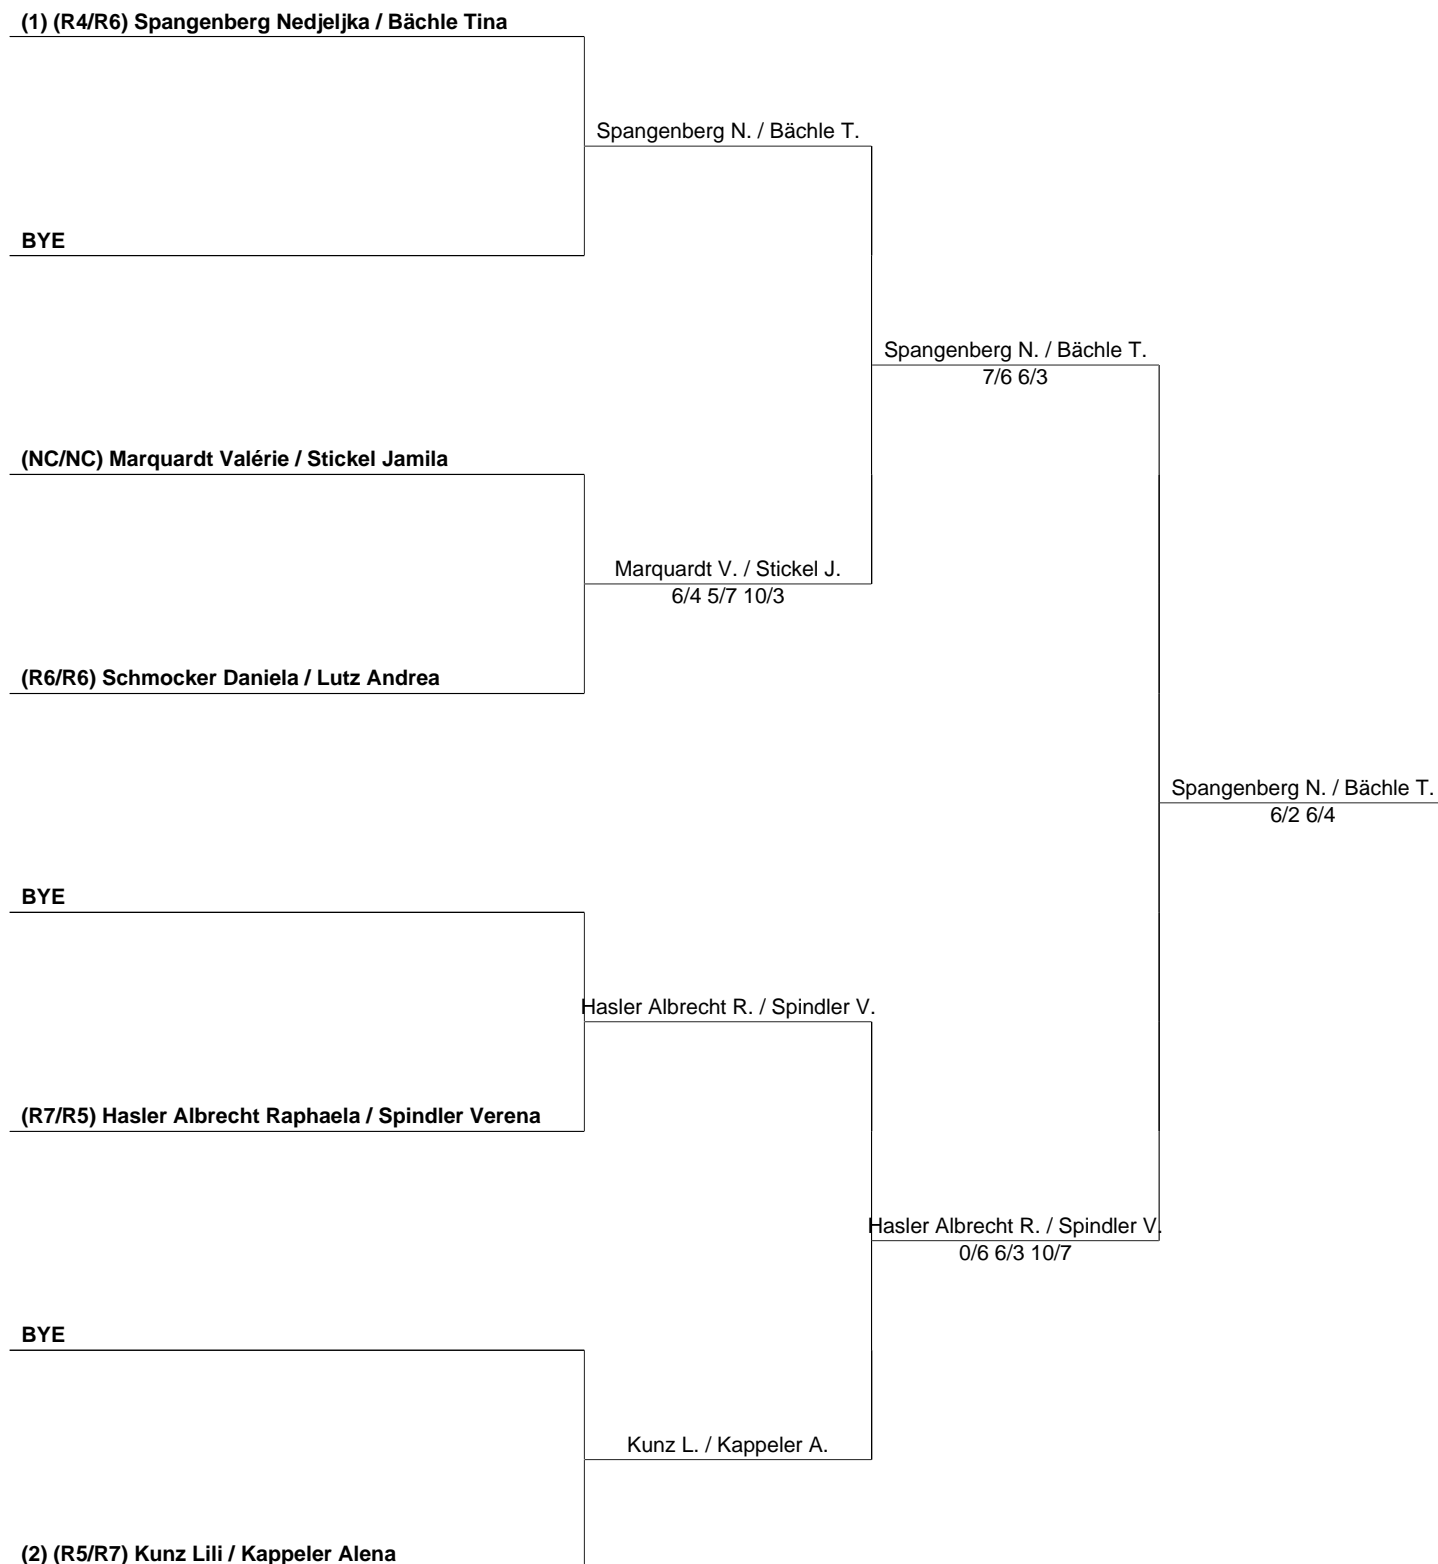 (1) (R4/R6) Spangenberg Nedjeljka / Bächle Tina
Spangenberg N. / Bächle T.
BYE
Spangenberg N. / Bächle T.
7/6 6/3
(NC/NC) Marquardt Valérie / Stickel Jamila
Marquardt V. / Stickel J.
6/4 5/7 10/3
(R6/R6) Schmocker Daniela / Lutz Andrea
Spangenberg N. / Bächle T.
6/2 6/4
BYE
Hasler Albrecht R. / Spindler V.
(R7/R5) Hasler Albrecht Raphaela / Spindler Verena
Hasler Albrecht R. / Spindler V.
0/6 6/3 10/7
BYE
Kunz L. / Kappeler A.
(2) (R5/R7) Kunz Lili / Kappeler Alena